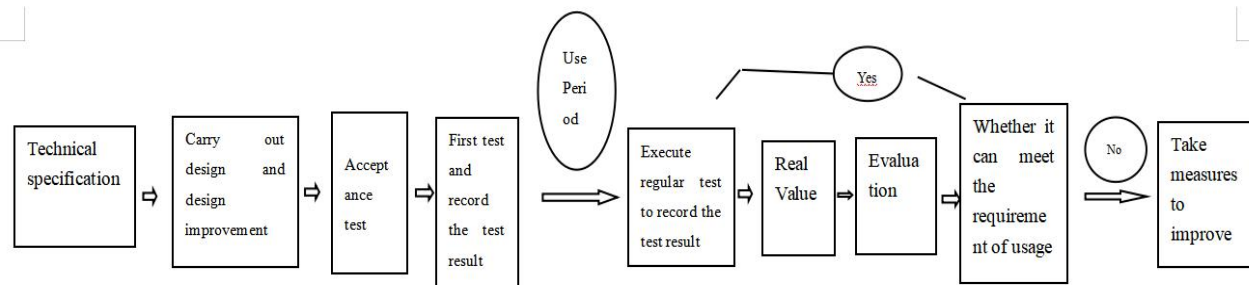 Technical
specification
Carry out
design and
design
improvement
Accept
ance
test
First test
and
record
the test
result
Use
Peri
od
Execute
regular test
to record the
test result
Real
Value
Evalua
tion
Yes
Whether it
can meet
the
requireme
nt of usage
No
Take
measures
to
improve